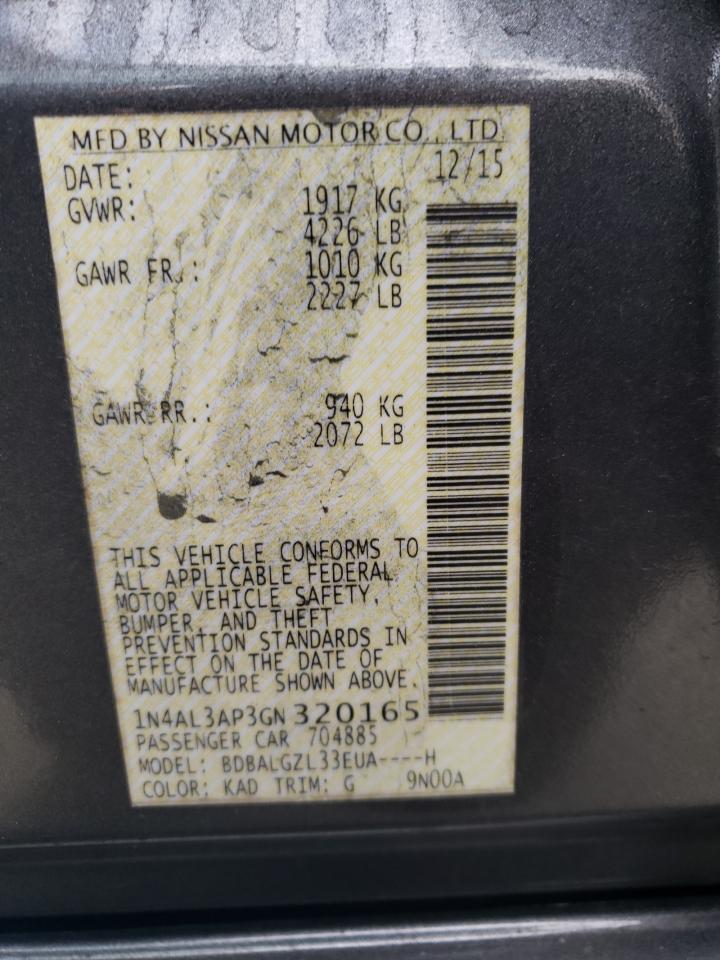 MFD BY NISSAN MOTOR CO., LTD.
DATE: 12/15
GVWR: 1917 KG
4226 LB
GAWR FR.: 1010 KG
2227 LB
GAWR RR.: 940 KG
2072 LB
THIS VEHICLE CONFORMS TO
ALL APPLICABLE FEDERAL
MOTOR VEHICLE SAFETY,
BUMPER, AND THEFT
PREVENTION STANDARDS IN
EFFECT ON THE DATE OF
MANUFACTURE SHOWN ABOVE.
1N4AL3AP3GN 320165
PASSENGER CAR 704885
MODEL: BDBALGZL33EUA----H
COLOR: KAD TRIM: G 9N00A